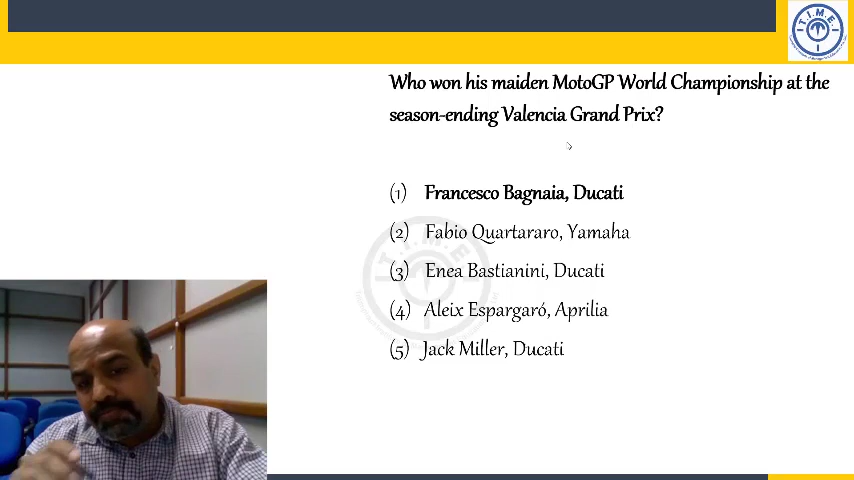 T.I.M.E.
Who won his maiden MotoGP World Championship at the
season-ending Valencia Grand Prix?
(1) Francesco Bagnaia, Ducati
(2) Fabio Quartararo, Yamaha
(3) Enea Bastianini, Ducati
(4) Aleix Espargaró, Aprilia
(5) Jack Miller, Ducati